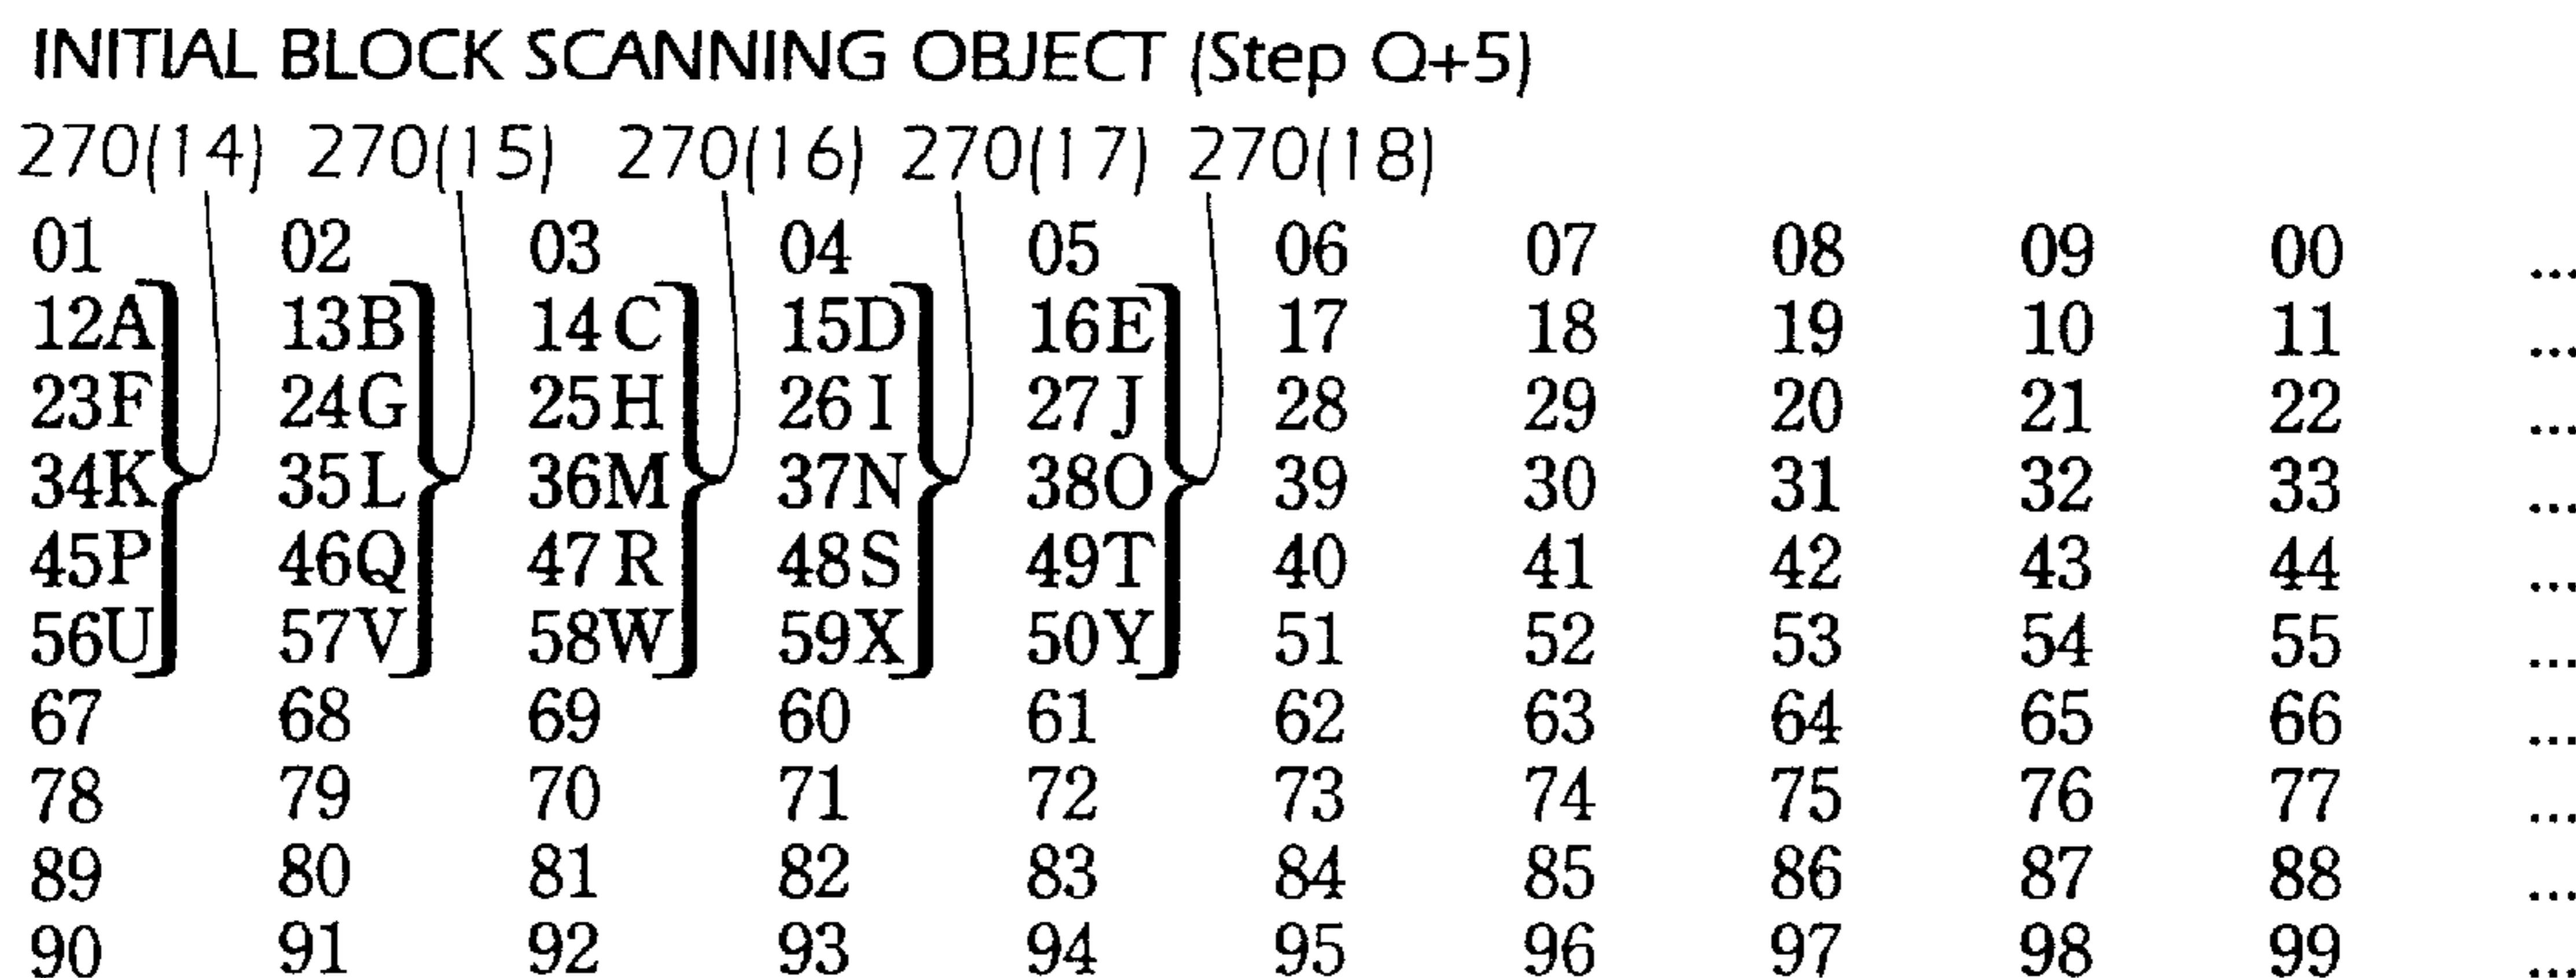 INITIAL BLOCK SCANNING OBJECT (Step Q+5)
270(14) 270(15) 270(16) 270(17) 270(18)
01 02 03 04 05 06 07 08 09 00 ...
12A 13B 14C 15D 16E 17 18 19 10 11 ...
23F 24G 25H 26I 27J 28 29 20 21 22 ...
34K 35L 36M 37N 38O 39 30 31 32 33 ...
45P 46Q 47R 48S 49T 40 41 42 43 44 ...
56U 57V 58W 59X 50Y 51 52 53 54 55 ...
67 68 69 60 61 62 63 64 65 66 ...
78 79 70 71 72 73 74 75 76 77 ...
89 80 81 82 83 84 85 86 87 88 ...
90 91 92 93 94 95 96 97 98 99 ...